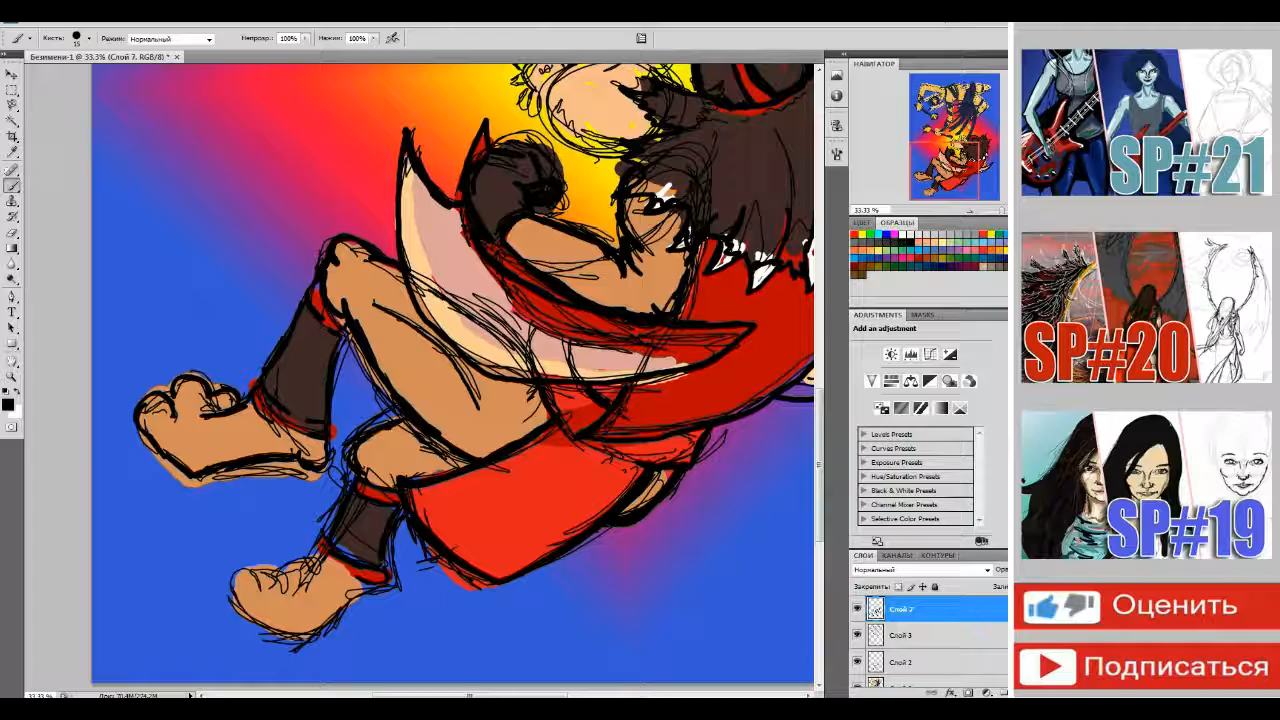 Кисть: 15 Режим: Нормальный Непрозр.: 100% Нажим: 100%
Безимени-1 @ 33.3% (Слой 7, RGB/8) *
НАВИГАТОР
33.33 %
ЦВЕТ ОБРАЗЦЫ
ADJUSTMENTS MASKS
Add an adjustment
Levels Presets
Curves Presets
Exposure Presets
Hue/Saturation Presets
Black & White Presets
Channel Mixer Presets
Selective Color Presets
СЛОИ КАНАЛЫ КОНТУРЫ
Нормальный
Закрепить:
Слой 7
Слой 3
Слой 2
33.33 %
SP#21
SP#20
SP#19
Оценить
Подписаться